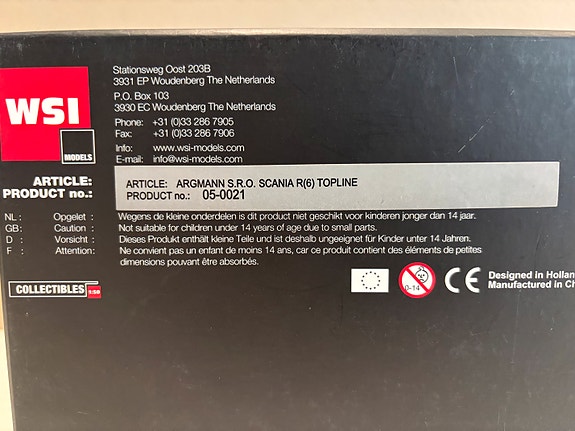 Stationsweg Oost 203B
3931 EP Woudenberg The Netherlands
P.O. Box 103
3930 EC Woudenberg The Netherlands
Phone: +31 (0)33 286 7905
Fax: +31 (0)33 286 7906
Info: www.wsi-models.com
E-mail: info@wsi-models.com
WSI
MODELS
ARTICLE: ARTICLE: ARGMANN S.R.O. SCANIA R(6) TOPLINE
PRODUCT no.: PRODUCT no.: 05-0021
NL: Opgelet : Wegens de kleine onderdelen is dit product niet geschikt voor kinderen jonger dan 14 jaar.
GB: Caution : Not suitable for children under 14 years of age due to small parts.
D : Vorsicht : Dieses Produkt enthält kleine Teile und ist deshalb ungeeignet für Kinder unter 14 Jahren.
F : Attention: Ne convient pas un enfant de moins 14 ans, car ce produit contient des éléments de petites
dimensions pouvant être absorbés.
COLLECTIBLES 1:50
0-14
CE
Designed in Hollan
Manufactured in Ch